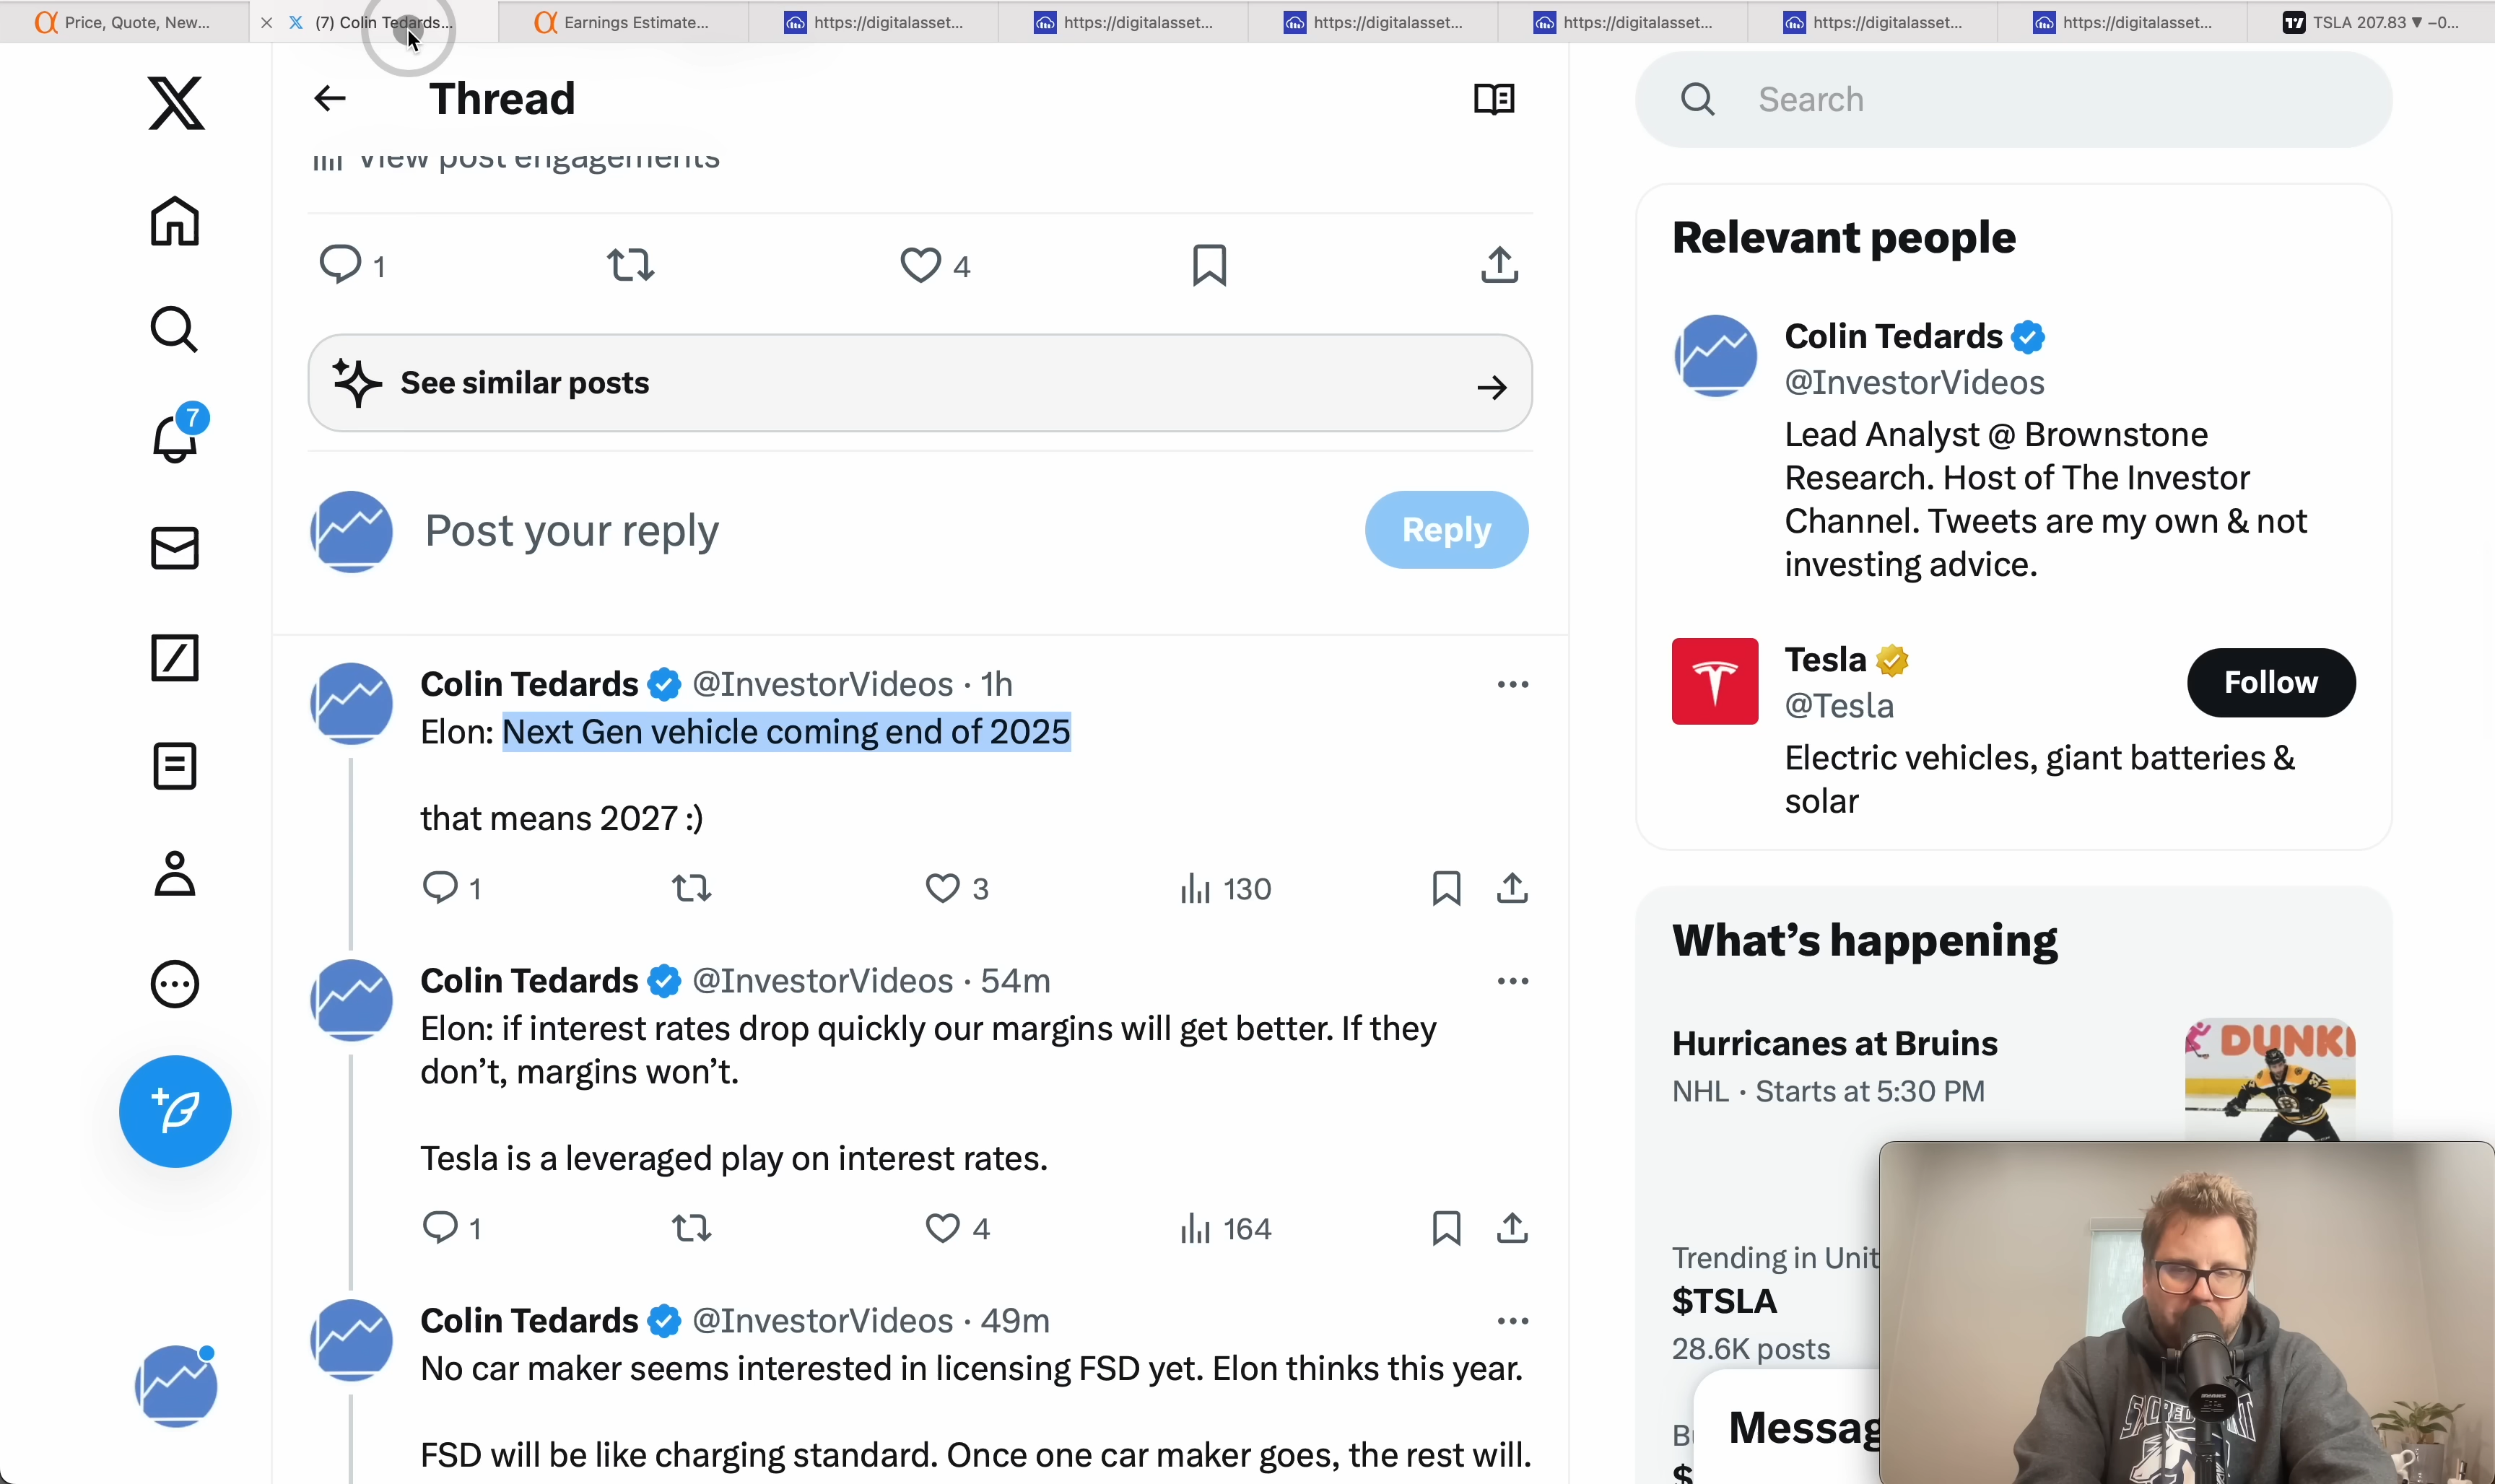 Price, Quote, New...
(7) Colin Tedards...
Earnings Estimate...
https://digitalasset...
https://digitalasset...
https://digitalasset...
https://digitalasset...
https://digitalasset...
https://digitalasset...
TSLA 207.83 ▼ −0...
Thread
Search
View post engagements
1
4
See similar posts
Post your reply
Reply
7
Colin Tedards @InvestorVideos · 1h
Elon: Next Gen vehicle coming end of 2025
that means 2027 :)
1
3
130
Colin Tedards @InvestorVideos · 54m
Elon: if interest rates drop quickly our margins will get better. If they
don't, margins won't.
Tesla is a leveraged play on interest rates.
1
4
164
Colin Tedards @InvestorVideos · 49m
No car maker seems interested in licensing FSD yet. Elon thinks this year.
FSD will be like charging standard. Once one car maker goes, the rest will.
Relevant people
Colin Tedards
@InvestorVideos
Lead Analyst @ Brownstone
Research. Host of The Investor
Channel. Tweets are my own & not
investing advice.
Tesla
@Tesla
Follow
Electric vehicles, giant batteries &
solar
What's happening
Hurricanes at Bruins
NHL · Starts at 5:30 PM
DUNKI
Trending in Unit
$TSLA
28.6K posts
Messag